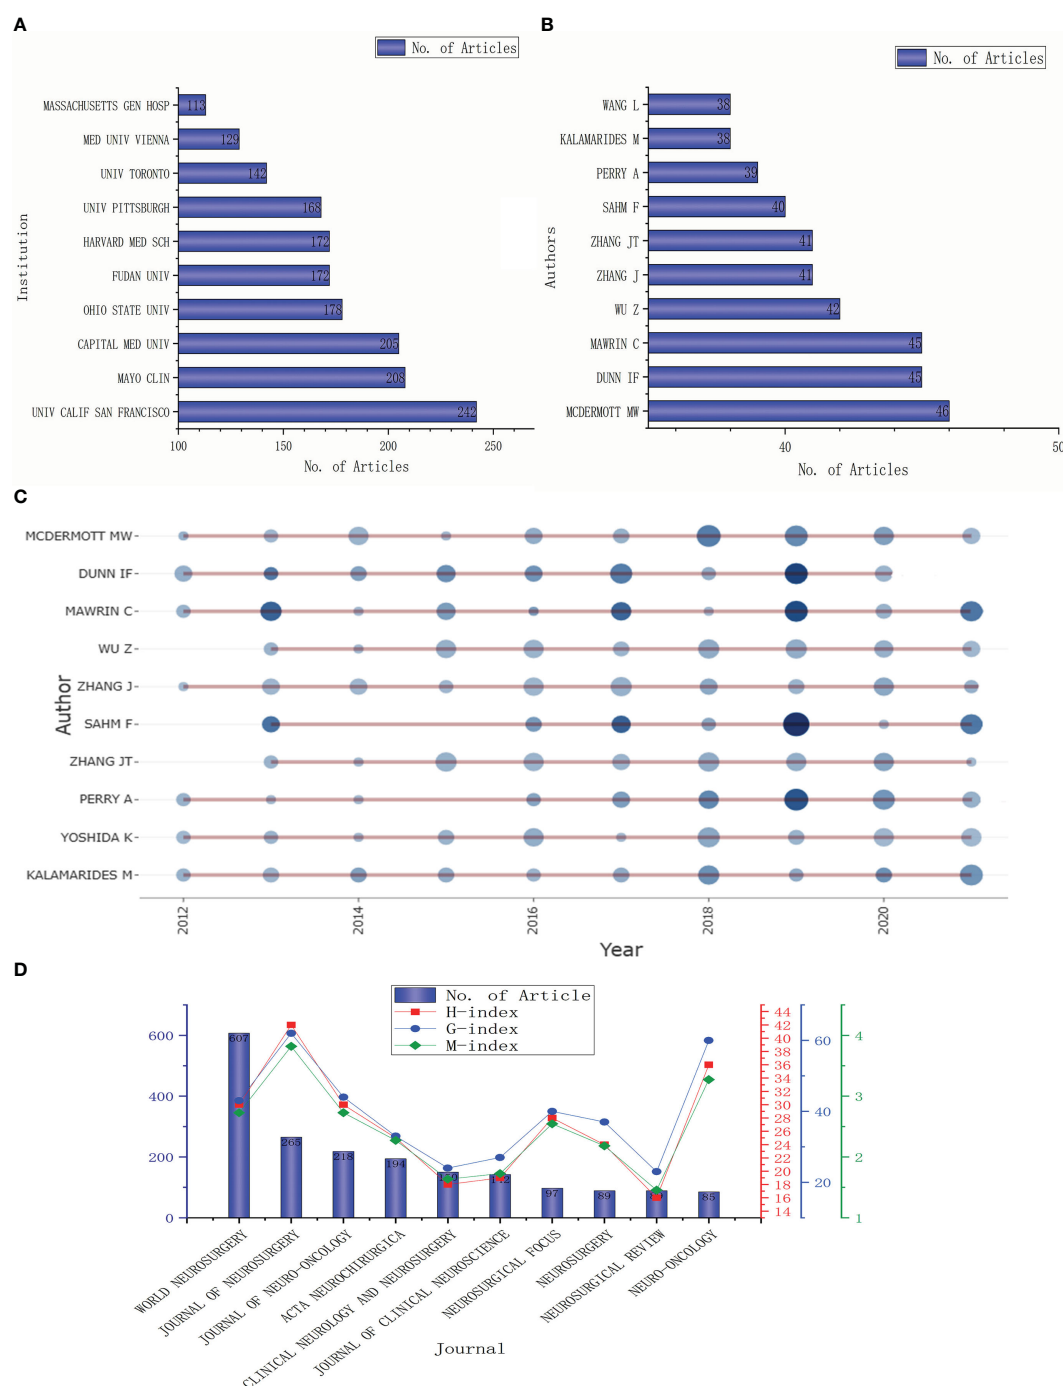 A
No. of Articles
MASSACHUSETTS GEN HOSP
113
MED UNIV VIENNA
129
UNIV TORONTO
142
UNIV PITTSBURGH
168
HARVARD MED SCH
172
FUDAN UNIV
172
OHIO STATE UNIV
178
CAPITAL MED UNIV
205
MAYO CLIN
208
UNIV CALIF SAN FRANCISCO
242
Institution
100 150 200 250
No. of Articles
B
No. of Articles
WANG L
38
KALAMARIDES M
38
PERRY A
39
SAHM F
40
ZHANG JT
41
ZHANG J
41
WU Z
42
MAWRIN C
45
DUNN IF
45
MCDERMOTT MW
46
Authors
40 50
No. of Articles
C
MCDERMOTT MW
DUNN IF
MAWRIN C
WU Z
ZHANG J
SAHM F
ZHANG JT
PERRY A
YOSHIDA K
KALAMARIDES M
Author
2012 2014 2016 2018 2020
Year
D
No. of Article
H-index
G-index
M-index
600
400
200
0
607
265
218
194
150
142
97
89
89
85
44
42
40
38
36
34
32
30
28
26
24
22
20
18
16
14
60
40
20
4
3
2
1
WORLD NEUROSURGERY
JOURNAL OF NEUROSURGERY
JOURNAL OF NEURO-ONCOLOGY
ACTA NEUROCHIRURGICA
CLINICAL NEUROLOGY AND NEUROSURGERY
JOURNAL OF CLINICAL NEUROSCIENCE
NEUROSURGICAL FOCUS
NEUROSURGERY
NEUROSURGICAL REVIEW
NEURO-ONCOLOGY
Journal